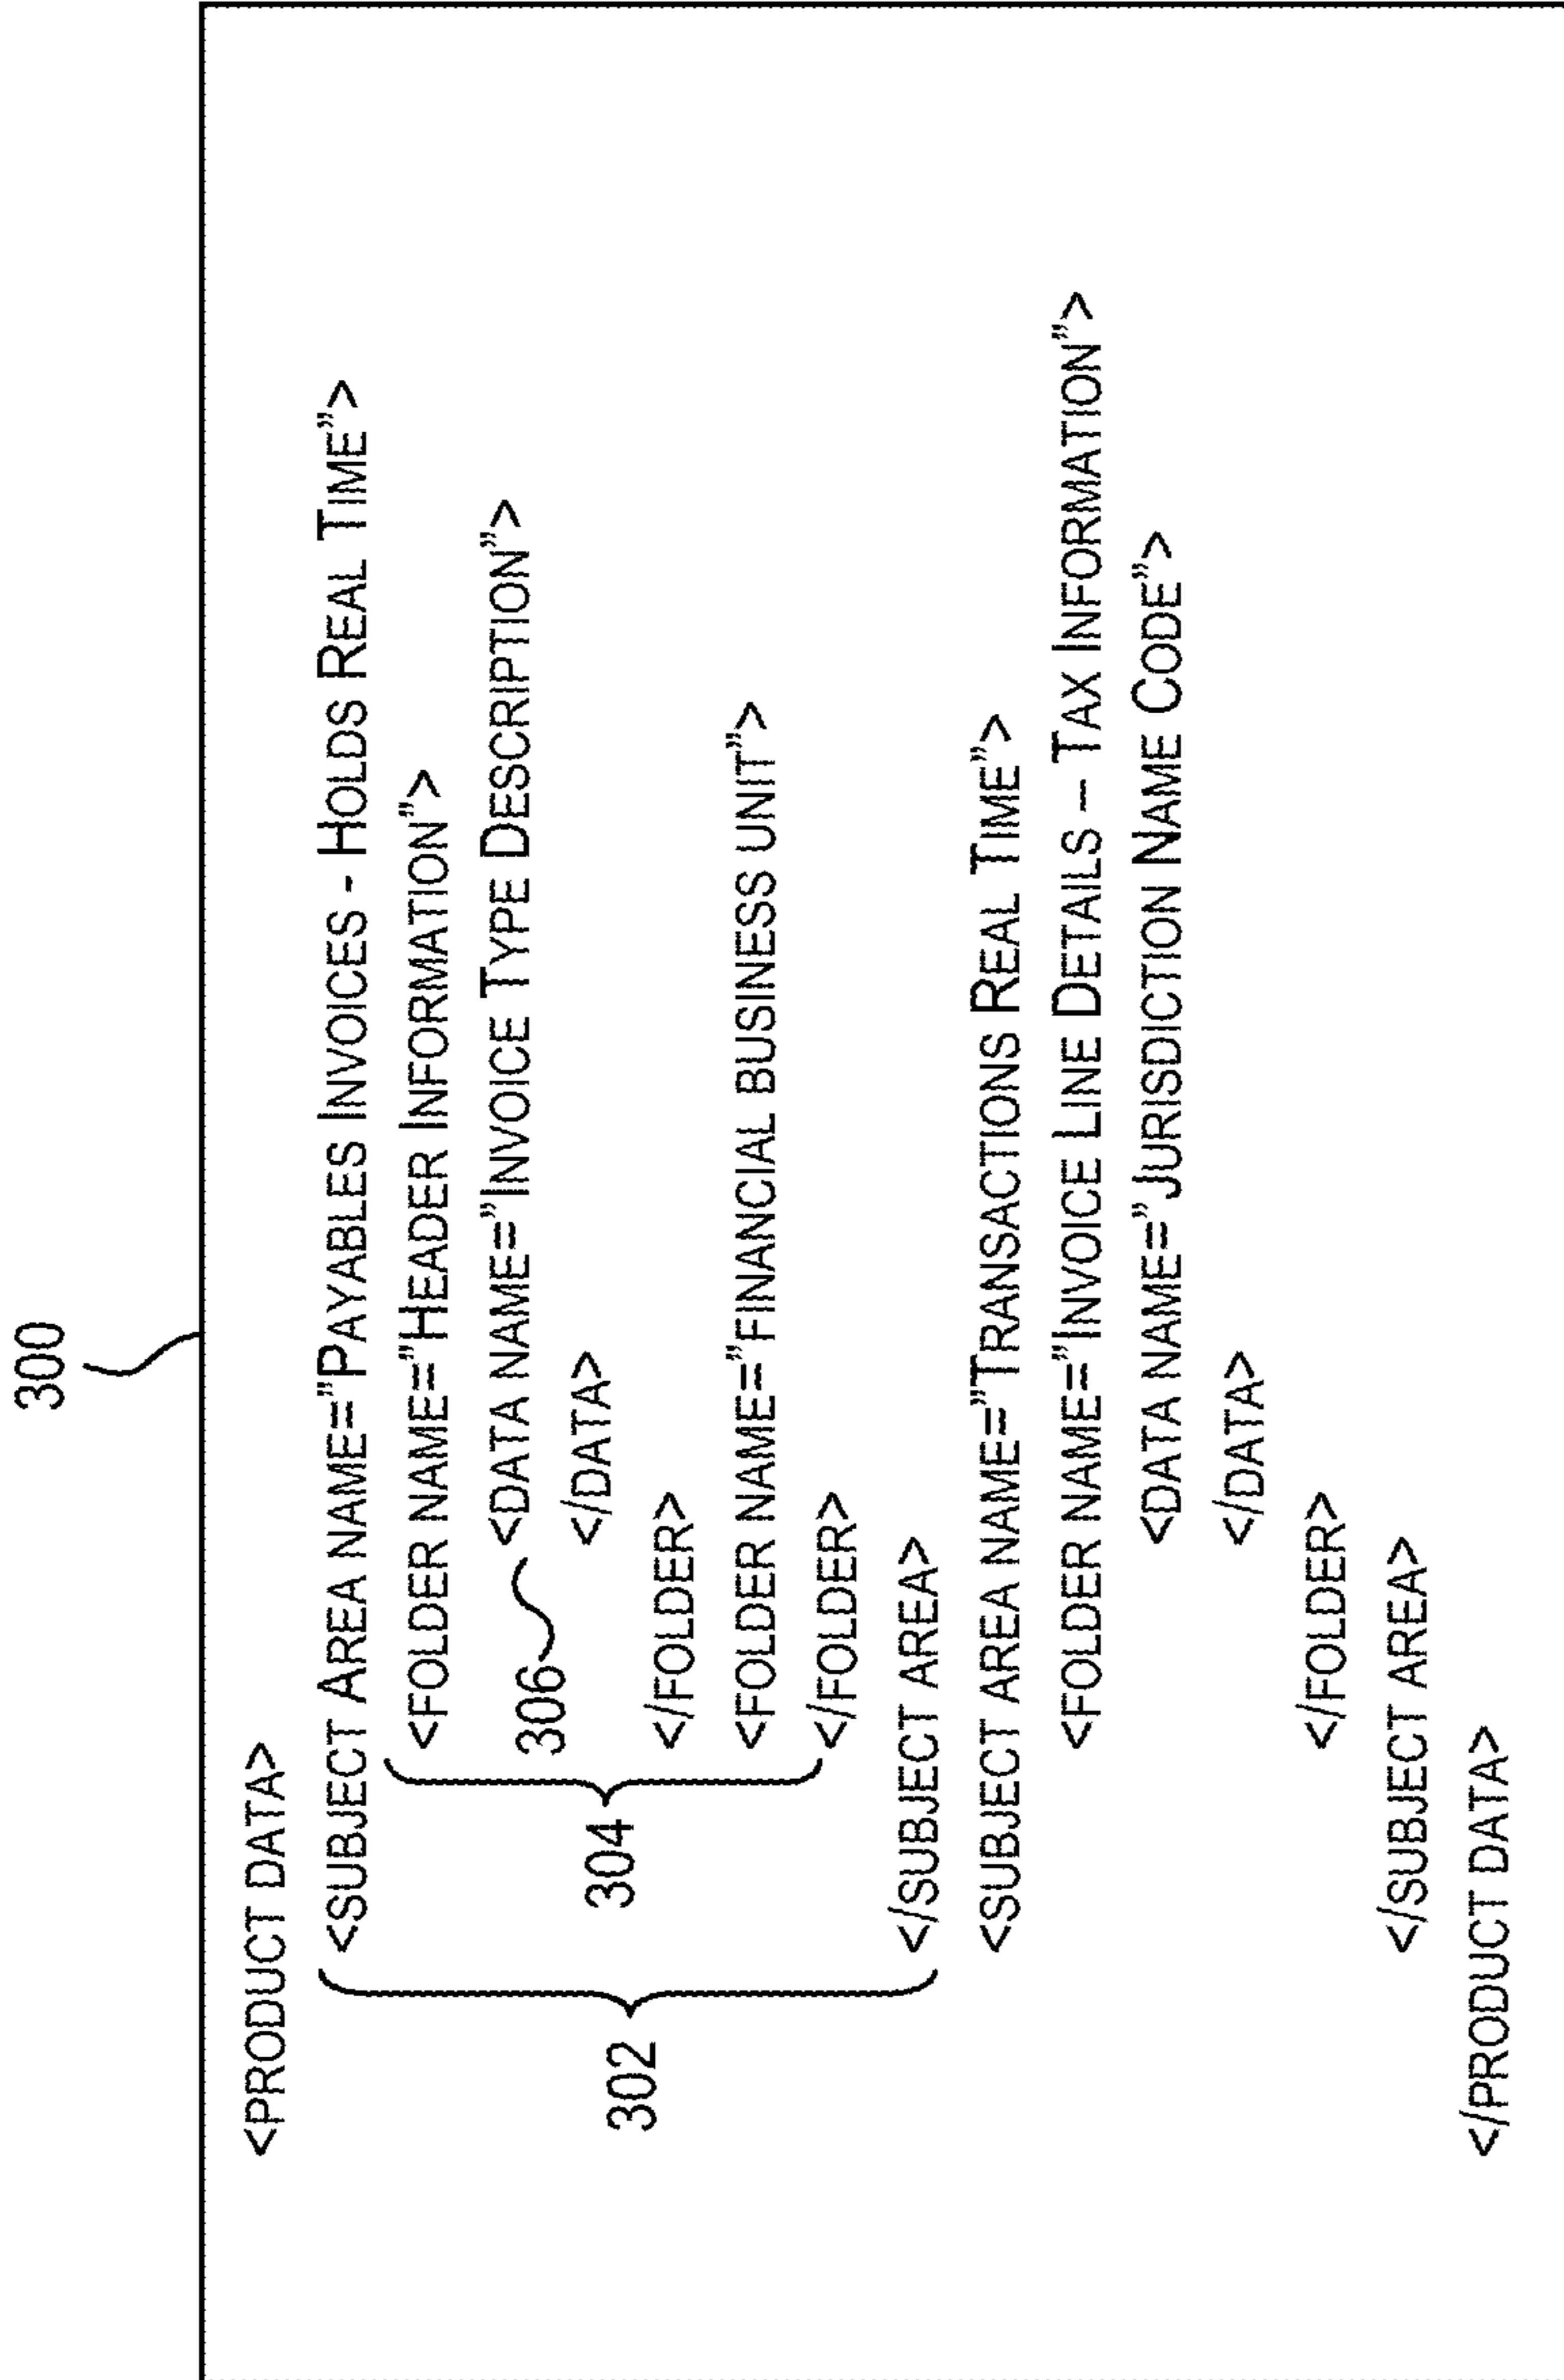 300
<PRODUCT DATA>
<SUBJECT AREA NAME=”PAYABLES INVOICES - HOLDS REAL TIME”>
<FOLDER NAME=”HEADER INFORMATION”>
<DATA NAME=”INVOICE TYPE DESCRIPTION”>
306
</DATA>
304
302
</FOLDER>
<FOLDER NAME=”FINANCIAL BUSINESS UNIT”>
</FOLDER>
</SUBJECT AREA>
<SUBJECT AREA NAME=”TRANSACTIONS REAL TIME”>
<FOLDER NAME=”INVOICE LINE DETAILS – TAX INFORMATION”>
<DATA NAME=”JURISDICTION NAME CODE”>
</DATA>
</FOLDER>
</SUBJECT AREA>
</PRODUCT DATA>